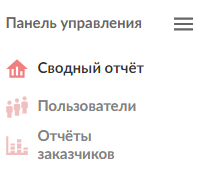 Панель управления
Сводный отчёт
Пользователи
Отчёты
заказчиков